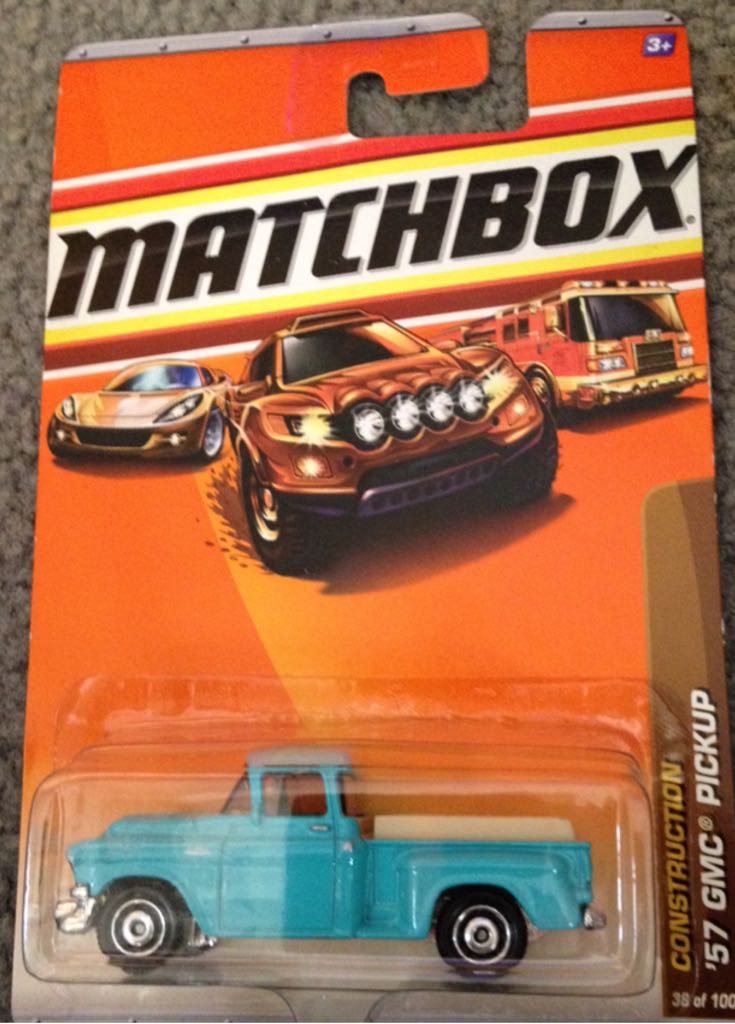 3+
MATCHBOX®
CONSTRUCTION
'57 GMC® PICKUP
38 of 100